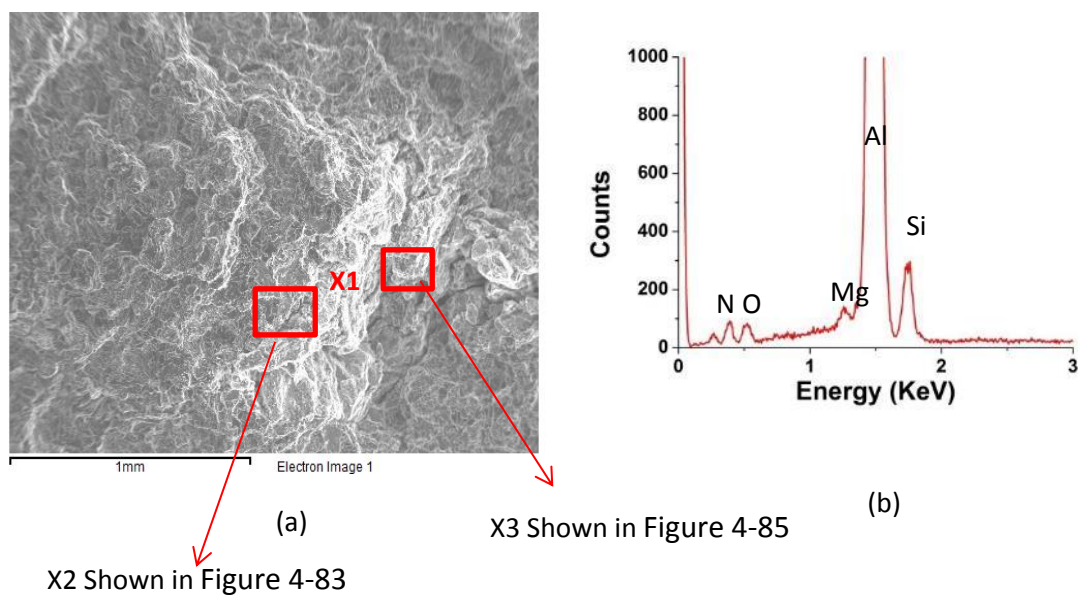 X1
1mm
Electron Image 1
(a)
X2 Shown in Figure 4-83
X3 Shown in Figure 4-85
1000
800
600
400
200
0
Counts
N O
Mg
Al
Si
0
1
2
3
Energy (KeV)
(b)